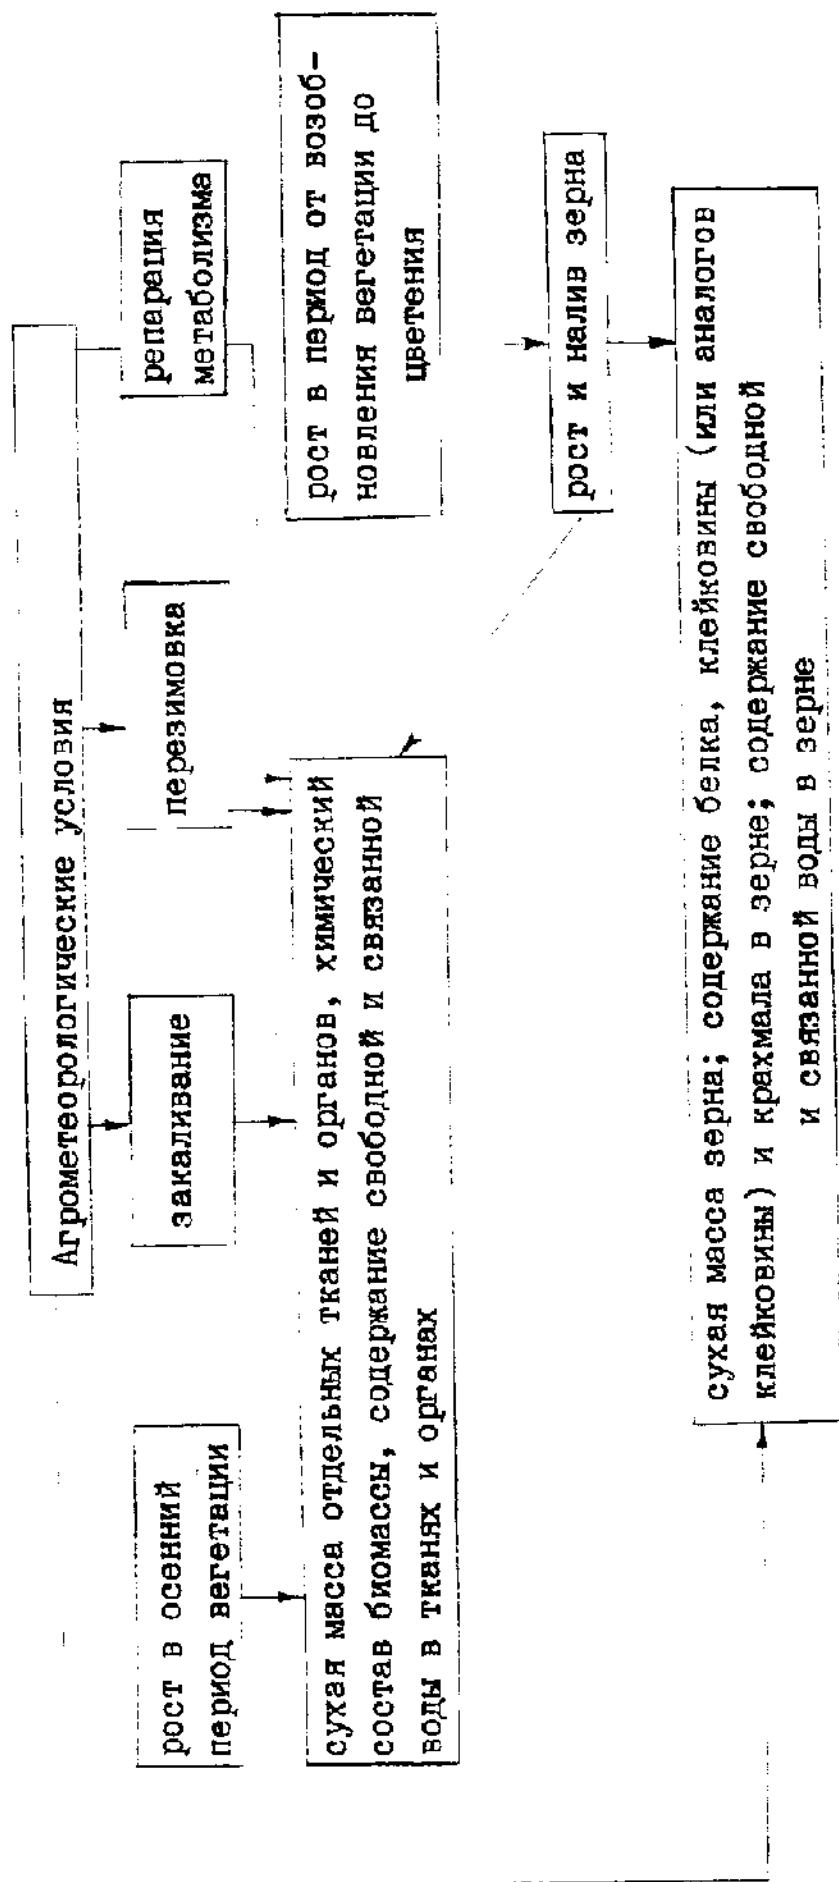 Агрометеорологические условия
рост в осенний
период вегетации
закаливание
перезимовка
репарация
метаболизма
сухая масса отдельных тканей и органов, химический
состав биомассы, содержание свободной и связанной
воды в тканях и органах
рост в период от возоб-
новления вегетации до
цветения
рост и налив зерна
сухая масса зерна; содержание белка, клейковины (или аналогов
клейковины) и крахмала в зерне; содержание свободной
и связанной воды в зерне